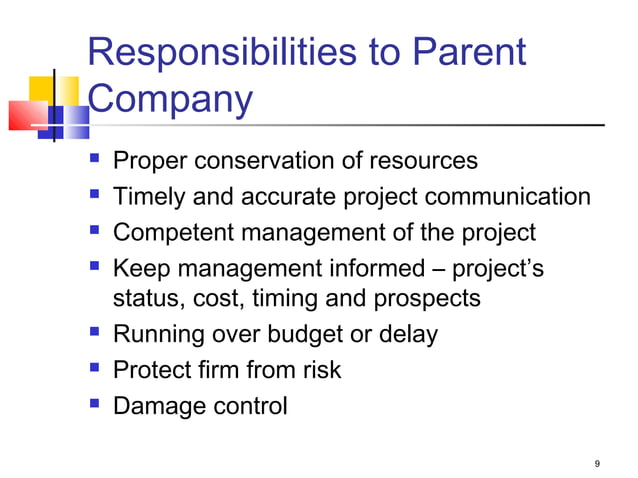 Responsibilities to Parent
Company
Proper conservation of resources
Timely and accurate project communication
Competent management of the project
Keep management informed – project’s
status, cost, timing and prospects
Running over budget or delay
Protect firm from risk
Damage control
9